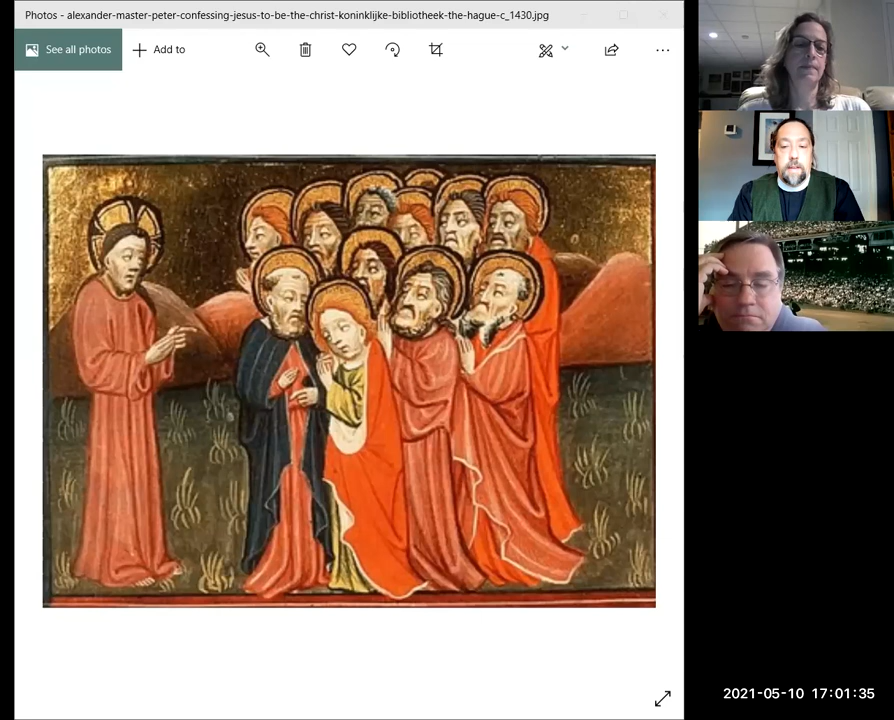 Photos - alexander-master-peter-confessing-jesus-to-be-the-christ-koninklijke-bibliotheek-the-hague-c_1430.jpg
See all photos
Add to
2021-05-10 17:01:35